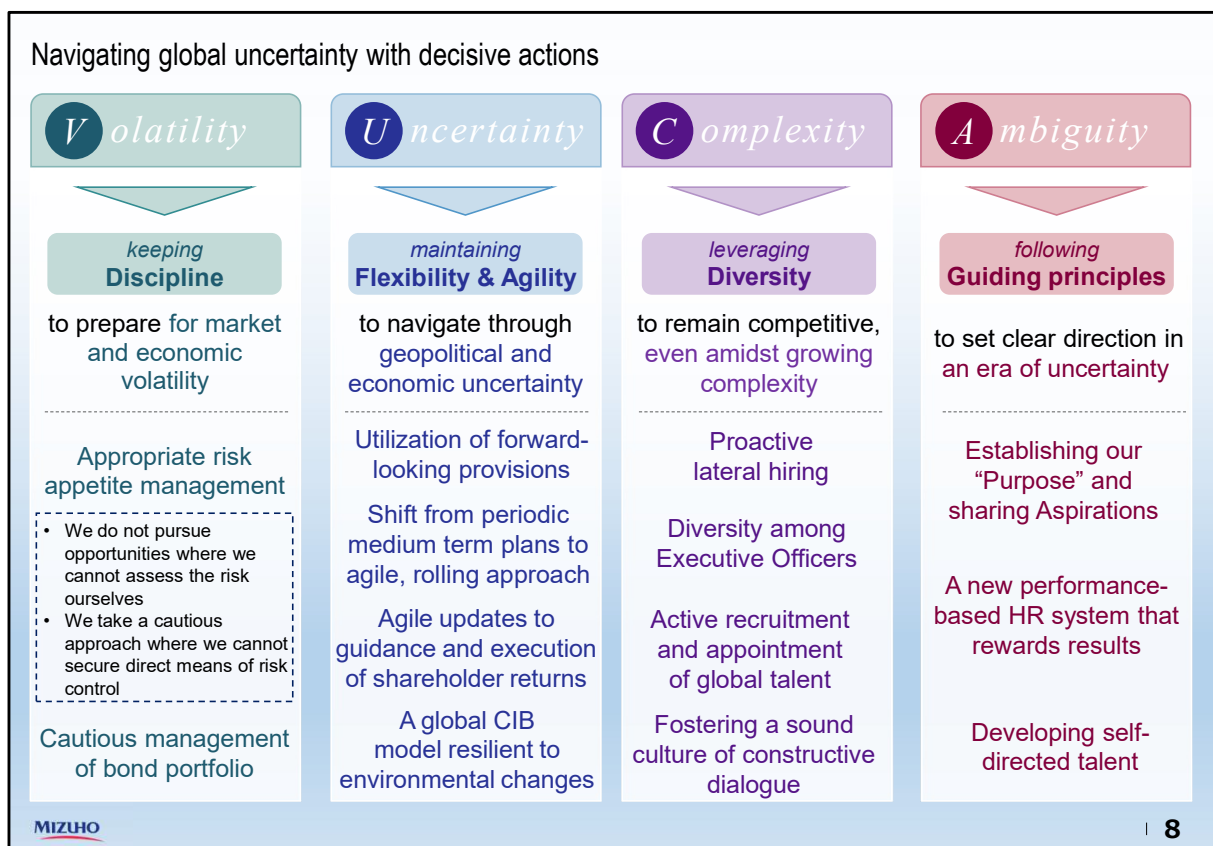 Navigating global uncertainty with decisive actions
Volatility
keeping
Discipline
to prepare for market
and economic
volatility
Appropriate risk
appetite management
• We do not pursue
opportunities where we
cannot assess the risk
ourselves
• We take a cautious
approach where we cannot
secure direct means of risk
control
Cautious management
of bond portfolio
Uncertainty
maintaining
Flexibility & Agility
to navigate through
geopolitical and
economic uncertainty
Utilization of forward-
looking provisions
Shift from periodic
medium term plans to
agile, rolling approach
Agile updates to
guidance and execution
of shareholder returns
A global CIB
model resilient to
environmental changes
Complexity
leveraging
Diversity
to remain competitive,
even amidst growing
complexity
Proactive
lateral hiring
Diversity among
Executive Officers
Active recruitment
and appointment
of global talent
Fostering a sound
culture of constructive
dialogue
Ambiguity
following
Guiding principles
to set clear direction in
an era of uncertainty
Establishing our
“Purpose” and
sharing Aspirations
A new performance-
based HR system that
rewards results
Developing self-
directed talent
MIZUHO
8